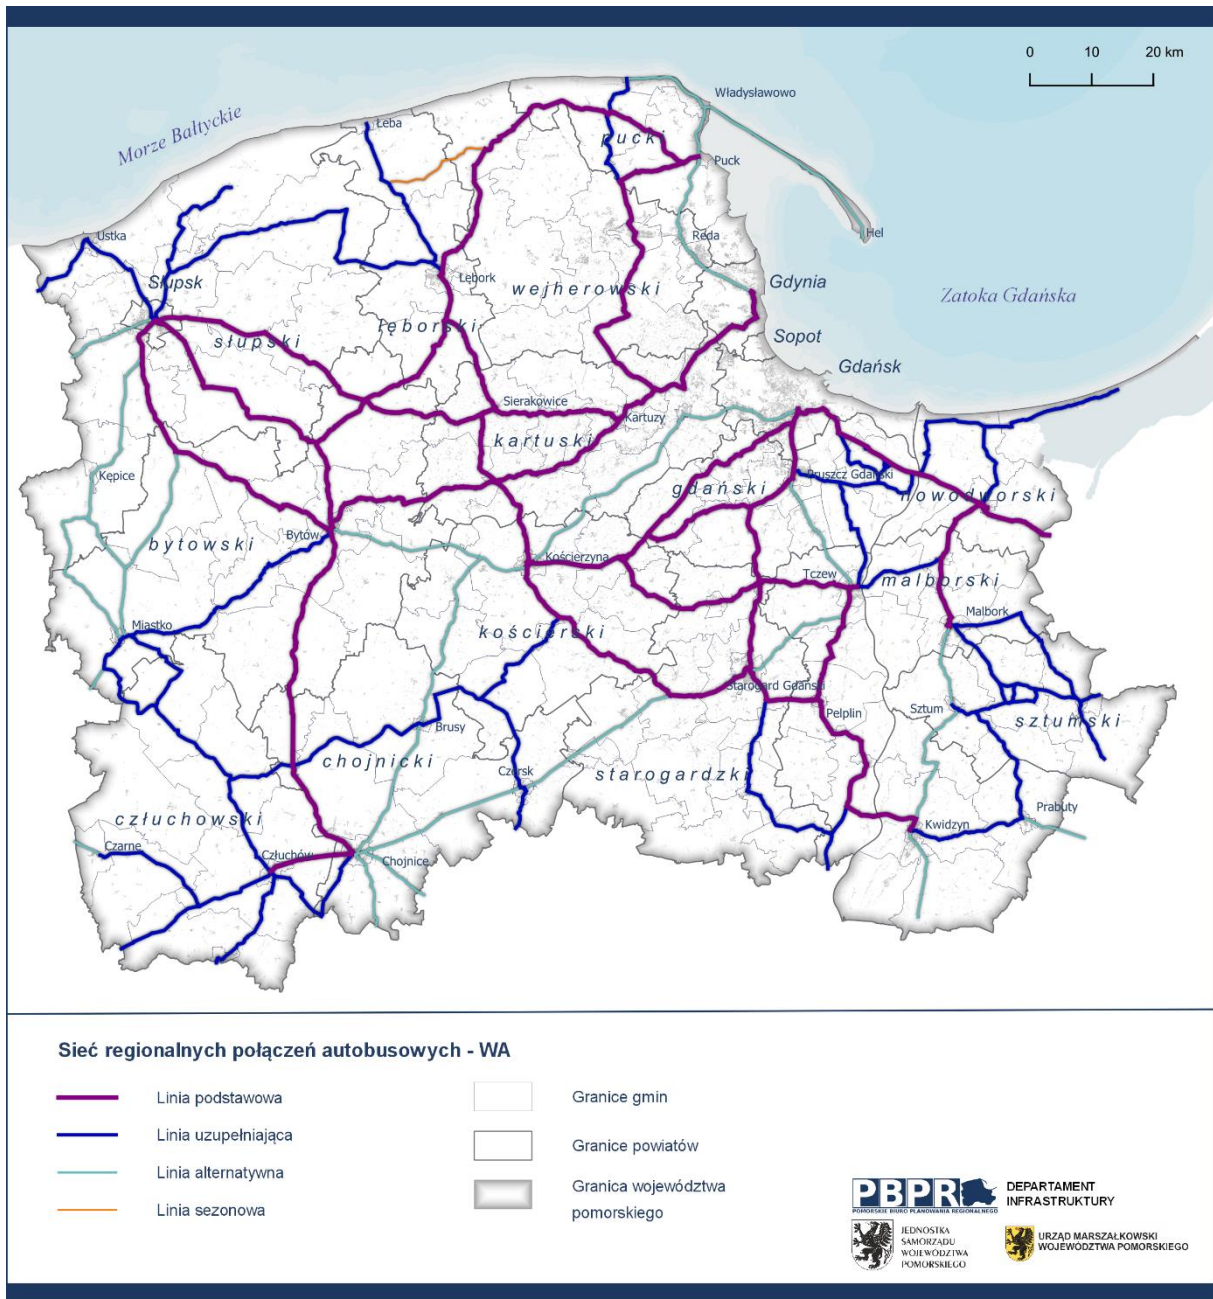 0 10 20 km
Morze Bałtyckie
Władysławowo
Łeba
pucki
Puck
Ustka
Reda
Hel
Słupsk
Lębork
wejherowski
Gdynia
Zatoka Gdańska
lęborski
słupski
Sopot
Gdańsk
Sierakowice
Kartuzy
kartuski
Kępice
Pruszcz Gdański
gdański
nowodworski
bytowski
Bytów
Kościerzyna
Tczew
malborski
Miastko
kościerski
Malbork
Starogard Gdański
Pelplin
Sztum
sztumski
Brusy
chojnicki
Czersk
starogardzki
człuchowski
Prabuty
Kwidzyn
Czarne
Człuchów
Chojnice
Sieć regionalnych połączeń autobusowych - WA
Linia podstawowa
Linia uzupełniająca
Linia alternatywna
Linia sezonowa
Granice gmin
Granice powiatów
Granica województwa
pomorskiego
PBPR
POMORSKIE BIURO PLANOWANIA REGIONALNEGO
DEPARTAMENT
INFRASTRUKTURY
JEDNOSTKA
SAMORZĄDU
WOJEWÓDZTWA
POMORSKIEGO
URZĄD MARSZAŁKOWSKI
WOJEWÓDZTWA POMORSKIEGO